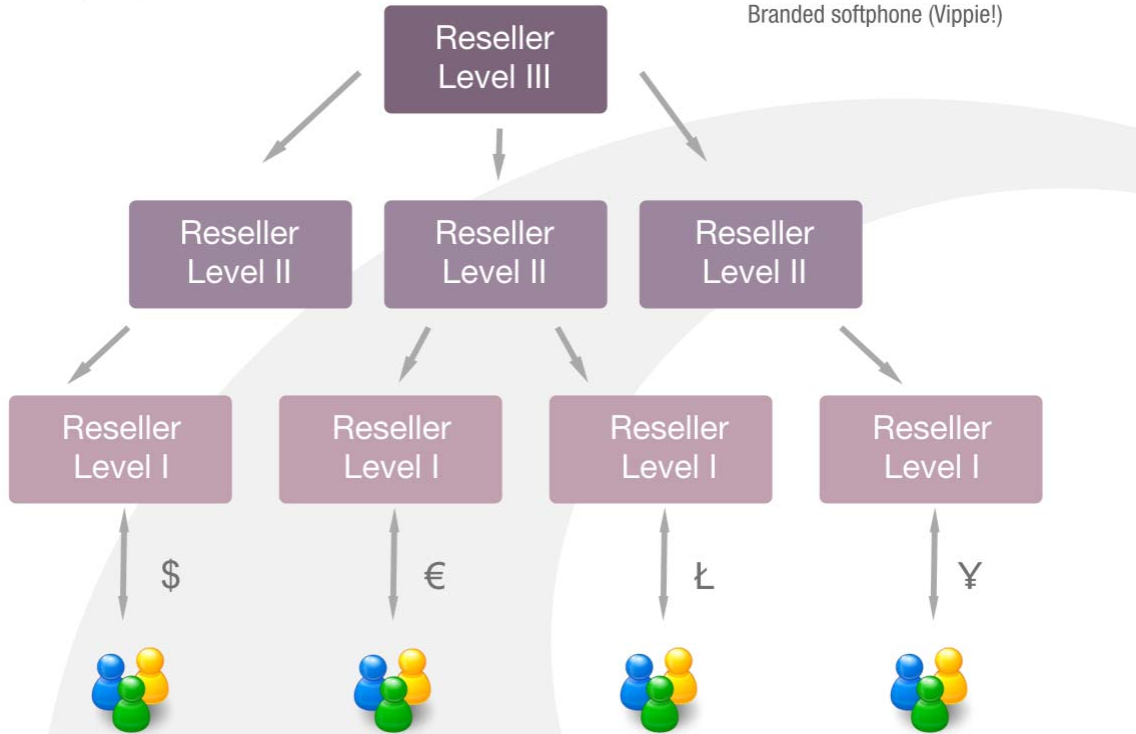 Branded softphone (Vippie!)
Reseller
Level III
Reseller
Level II
Reseller
Level II
Reseller
Level II
Reseller
Level I
Reseller
Level I
Reseller
Level I
Reseller
Level I
$
€
Ł
¥